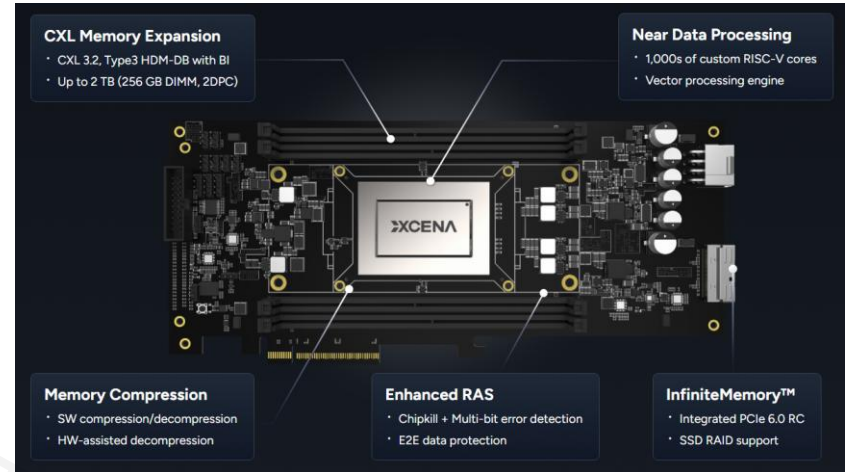 CXL Memory Expansion
· CXL 3.2, Type3 HDM-DB with BI
· Up to 2 TB (256 GB DIMM, 2DPC)
Near Data Processing
· 1,000s of custom RISC-V cores
· Vector processing engine
XCENA
Memory Compression
· SW compression/decompression
· HW-assisted decompression
Enhanced RAS
· Chipkill + Multi-bit error detection
· E2E data protection
InfiniteMemory™
· Integrated PCIe 6.0 RC
· SSD RAID support